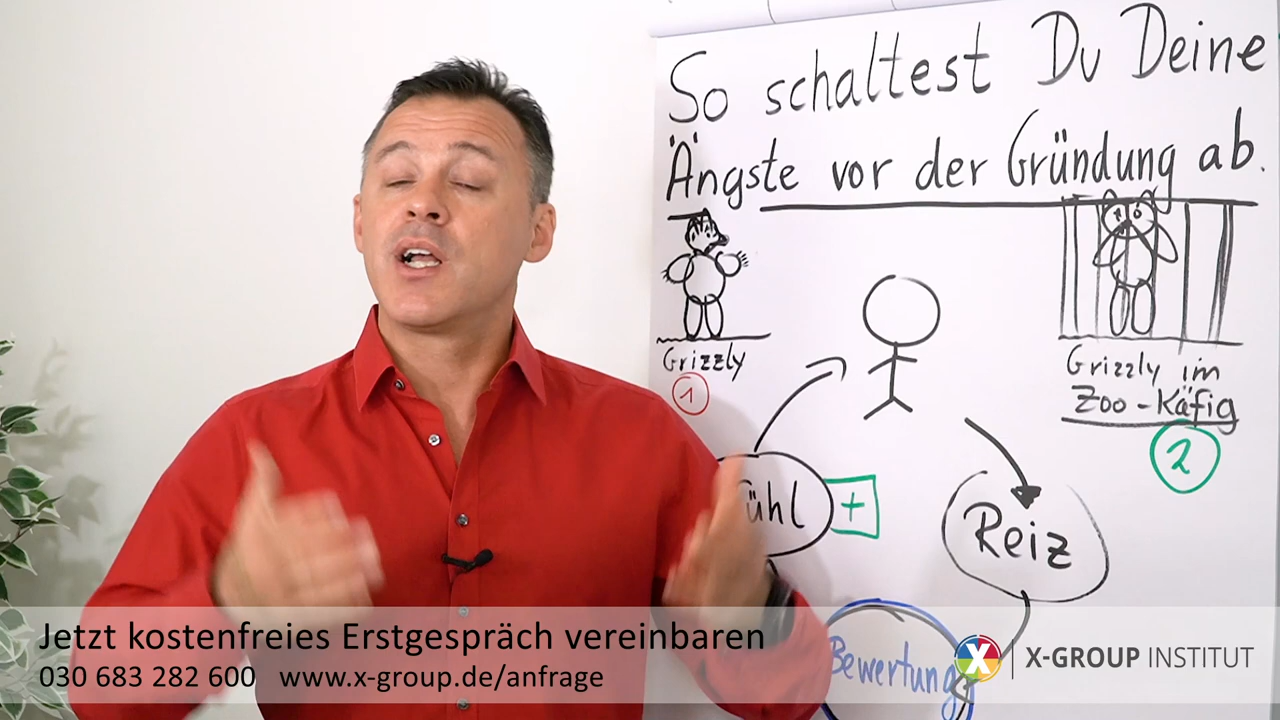 So schaltest Du Deine
Ängste vor der Gründung ab.
Grizzly
1
Grizzly im
Zoo-Käfig
2
ühl
+
Reiz
Bewertung
Jetzt kostenfreies Erstgespräch vereinbaren
030 683 282 600 www.x-group.de/anfrage
X
X-GROUP INSTITUT